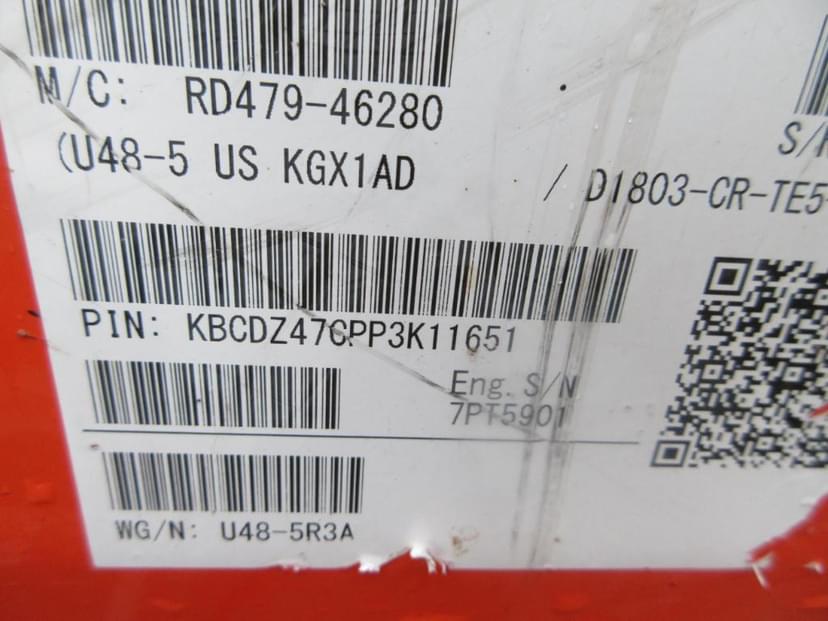 M/C: RD479-46280
S/
(U48-5 US KGX1AD / D1803-CR-TE5-
PIN: KBCDZ47CPP3K11651
Eng. S/N
7PT5901
WG/N: U48-5R3A